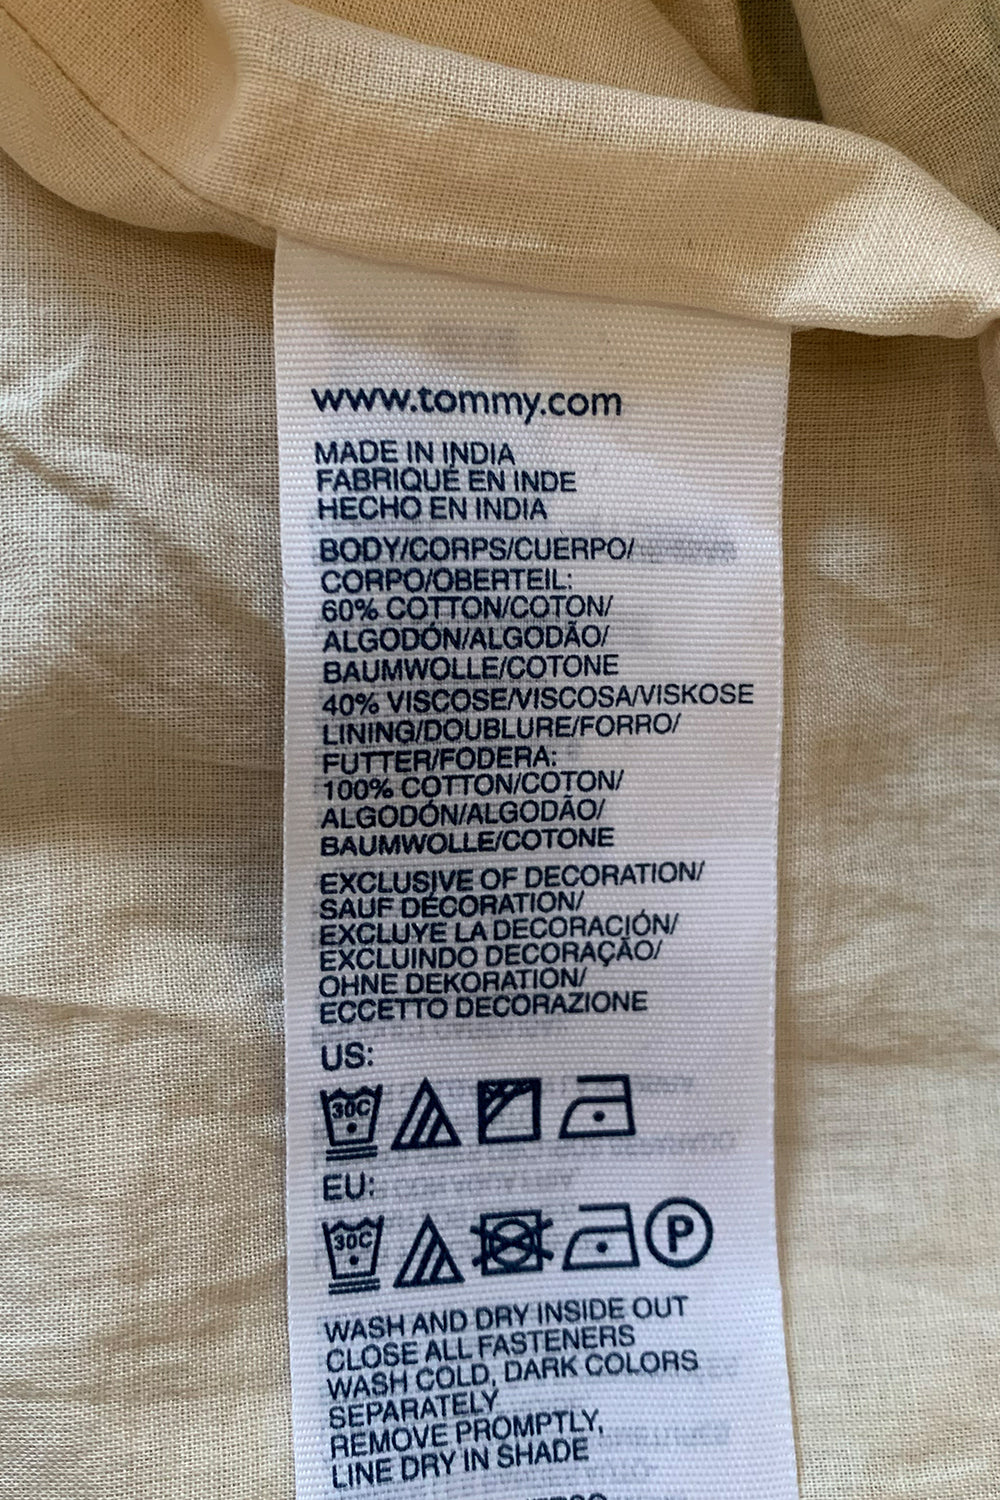 www.tommy.com
MADE IN INDIA
FABRIQUÉ EN INDE
HECHO EN INDIA
BODY/CORPS/CUERPO/
CORPO/OBERTEIL:
60% COTTON/COTON/
ALGODÓN/ALGODÃO/
BAUMWOLLE/COTONE
40% VISCOSE/VISCOSA/VISKOSE
LINING/DOUBLURE/FORRO/
FUTTER/FODERA:
100% COTTON/COTON/
ALGODÓN/ALGODÃO/
BAUMWOLLE/COTONE
EXCLUSIVE OF DECORATION/
SAUF DÉCORATION/
EXCLUYE LA DECORACIÓN/
EXCLUINDO DECORAÇÃO/
OHNE DEKORATION/
ECCETTO DECORAZIONE
US:
30C
EU:
30C P
WASH AND DRY INSIDE OUT
CLOSE ALL FASTENERS
WASH COLD, DARK COLORS
SEPARATELY
REMOVE PROMPTLY,
LINE DRY IN SHADE